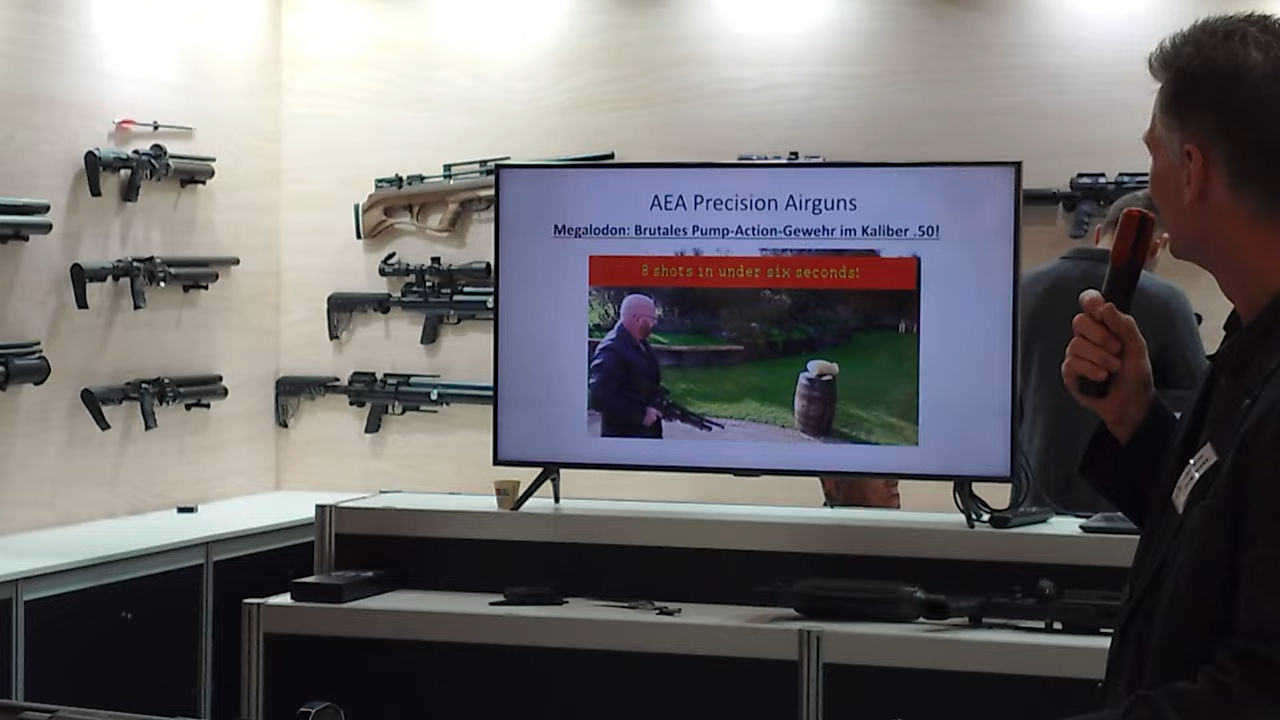 AEA Precision Airguns
Megalodon: Brutales Pump-Action-Gewehr im Kaliber .50!
8 shots in under six seconds!